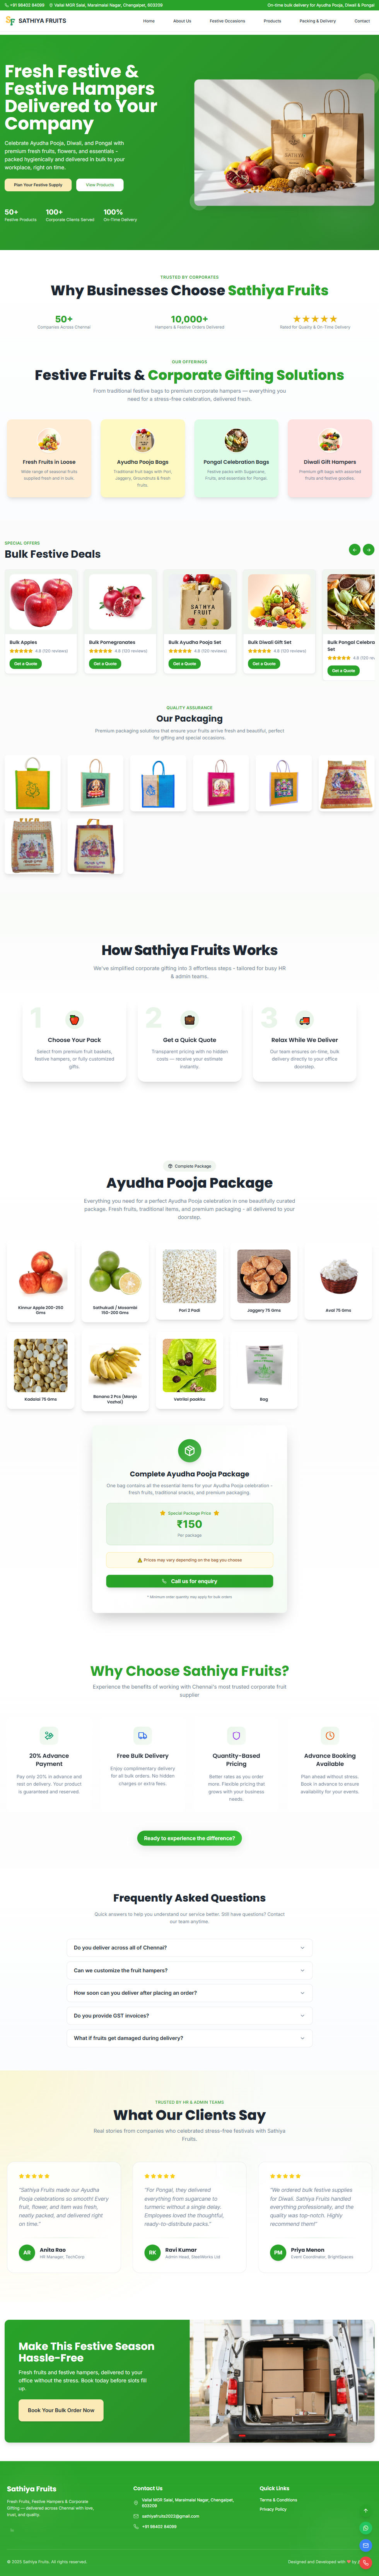 +91 98402 94099 Vallal MGR Salai, Maraimalai Nagar, Chengalpet, 603209
On-time bulk delivery for Ayudha Pooja, Diwali & Pongal
SATHIYA FRUITS
Home About Us Festive Occasions Products Packing & Delivery Contact
Fresh Festive &
Festive Hampers
Delivered to Your
Company
Celebrate Ayudha Pooja, Diwali, and Pongal with
premium fresh fruits, flowers, and essentials –
packed hygienically and delivered in bulk to your
workplace, right on time.
Plan Your Festive Supply View Products
50+ 100+ 100%
Festive Products Corporate Clients Served On-Time Delivery
TRUSTED BY CORPORATES
Why Businesses Choose Sathiya Fruits
50+ 10,000+ ★★★★★
Companies Across Chennai Hampers & Festive Orders Delivered Rated for Quality & On-Time Delivery
OUR OFFERINGS
Festive Fruits & Corporate Gifting Solutions
From traditional festive bags to premium corporate hampers — everything you
need for a stress-free celebration, delivered fresh.
Fresh Fruits in Loose
Wide range of seasonal fruits
supplied fresh and in bulk.
Ayudha Pooja Bags
Traditional fruit bags with Pori,
Jaggery, Groundnuts & fresh
fruits.
Pongal Celebration Bags
Festive packs with sugarcane,
fruits, and essentials for Pongal.
Diwali Gift Hampers
Premium gift bags with assorted
fruits and festive goodies.
SPECIAL OFFERS
Bulk Festive Deals
SATHIYA
FRUIT
Bulk Apples
4.8 (120 reviews)
Get a Quote
Bulk Pomegranates
4.8 (120 reviews)
Get a Quote
Bulk Ayudha Pooja Set
4.8 (120 reviews)
Get a Quote
Bulk Diwali Gift Set
4.8 (120 reviews)
Get a Quote
Bulk Pongal Celebra
Set
4.8 (120 re
Get a Quote
QUALITY ASSURANCE
Our Packaging
Premium packaging solutions that ensure your fruits arrive fresh and beautiful, perfect
for gifting and special occasions.
How Sathiya Fruits Works
We've simplified corporate gifting into 3 effortless steps - tailored for busy HR
& admin teams.
1
Choose Your Pack
Select from premium fruit baskets,
festive hampers, or fully customized
gifts.
2
Get a Quick Quote
Transparent pricing with no hidden
costs — receive your estimate
instantly.
3
Relax While We Deliver
Our team ensures on-time, bulk
delivery directly to your office
doorstep.
Complete Package
Ayudha Pooja Package
Everything you need for a perfect Ayudha Pooja celebration in one beautifully curated
package. Fresh fruits, traditional items, and premium packaging - all delivered to your
doorstep.
Kinnur Apple 200-250
Gms
Sathukudi / Mosambi
150-200 Gms
Pori 2 Padi
Jaggery 75 Gms
Aval 75 Gms
Kadalai 75 Gms
Banana 2 Pcs (Manjal
Vazhai)
Vetrilai paakku
Bag
Complete Ayudha Pooja Package
One bag contains all the essential items for your Ayudha Pooja celebration -
fresh fruits, traditional snacks, and premium packaging
Special Package Price
₹150
Per package
Prices may vary depending on the bag you choose
Call us for enquiry
* Minimum order quantity may apply for bulk orders
Why Choose Sathiya Fruits?
Experience the benefits of working with Chennai's most trusted corporate fruit
supplier
20% Advance
Payment
Pay only 20% in advance and
rest on delivery. Your product
is guaranteed and delivered.
Free Bulk Delivery
Enjoy complimentary delivery
for all bulk orders. No hidden
charges or extra fees.
Quantity-Based
Pricing
Better rates as you order
more. Flexible pricing that
grows with your business
needs.
Advance Booking
Available
Plan ahead without stress.
Book in advance to ensure
availability for your events.
Ready to experience the difference?
Frequently Asked Questions
Quick answers to help you understand our service better. Still have questions? Contact
our team anytime.
Do you deliver across all of Chennai?
Can we customize the fruit hampers?
How soon can you deliver after placing an order?
Do you provide GST invoices?
What if fruits get damaged during delivery?
TRUSTED BY HR & ADMIN TEAMS
What Our Clients Say
Real stories from companies who celebrated stress-free festivals with Sathiya
Fruits.
★★★★★
"Sathiya Fruits made our Ayudha
Pooja celebrations so smooth! Every
fruit, flower, and item was fresh,
neatly packed, and delivered right
on time."
AR Anita Rao
HR Manager, TechCorp
★★★★★
"For Pongal, they delivered
everything from sugarcane to
turmeric without a single delay.
Employees loved the thoughtful,
ready-to-distribute packs."
RK Ravi Kumar
Admin Head, SteelWorks Ltd
★★★★★
"We ordered bulk festive supplies
for Diwali. Sathiya Fruits handled
everything professionally, and the
quality was top-notch. Highly
recommend them!"
PM Priya Menon
Event Coordinator, BrightSpaces
Make This Festive Season
Hassle-Free
Fresh fruits and festive hampers, delivered to your
office without the stress. Book today before slots fill
up.
Book Your Bulk Order Now
Sathiya Fruits
Fresh Fruits, Festive Hampers & Corporate
Gifting — delivered across Chennai with love,
trust, and quality.
Contact Us
Vallal MGR Salai, Maraimalai Nagar, Chengalpet,
603209
sathiyafruits2022@gmail.com
+91 98402 94099
Quick Links
Terms & Conditions
Privacy Policy
© 2025 Sathiya Fruits. All rights reserved.
Designed and Developed with ❤ by